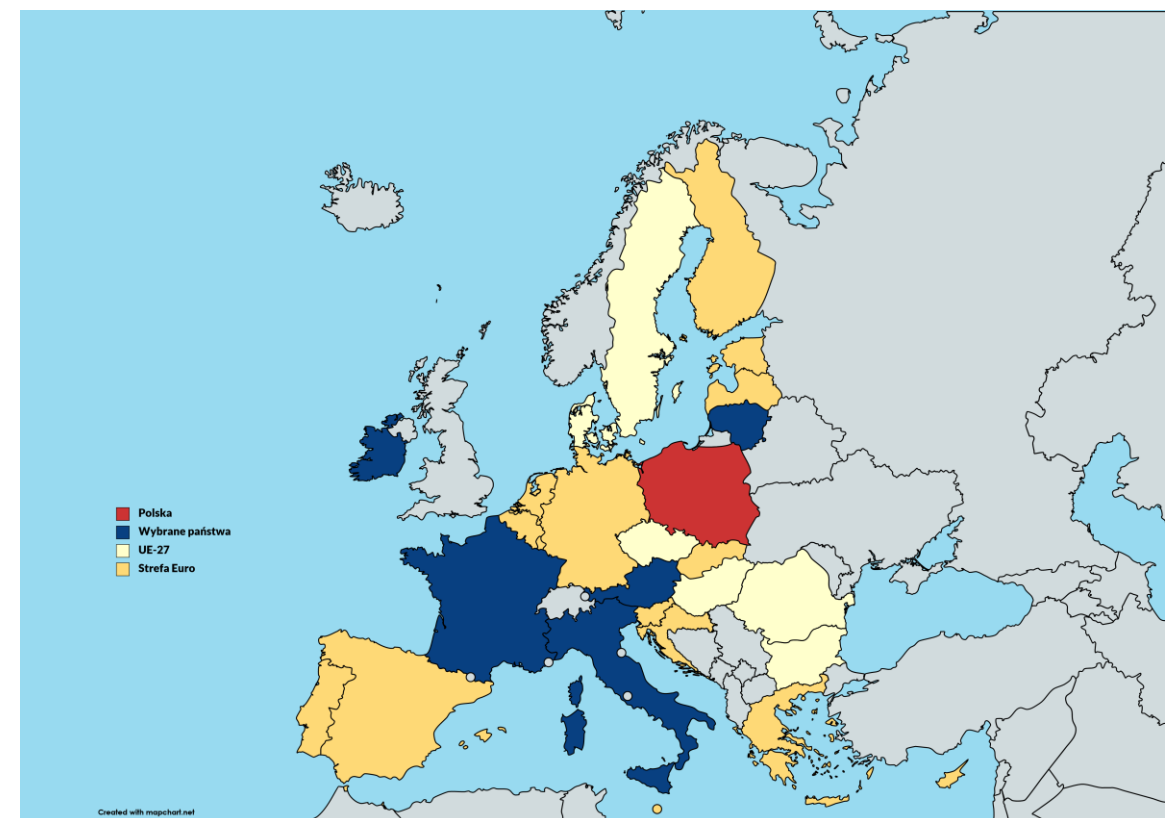 Polska
Wybrane państwa
UE-27
Strefa Euro
Created with mapchart.net